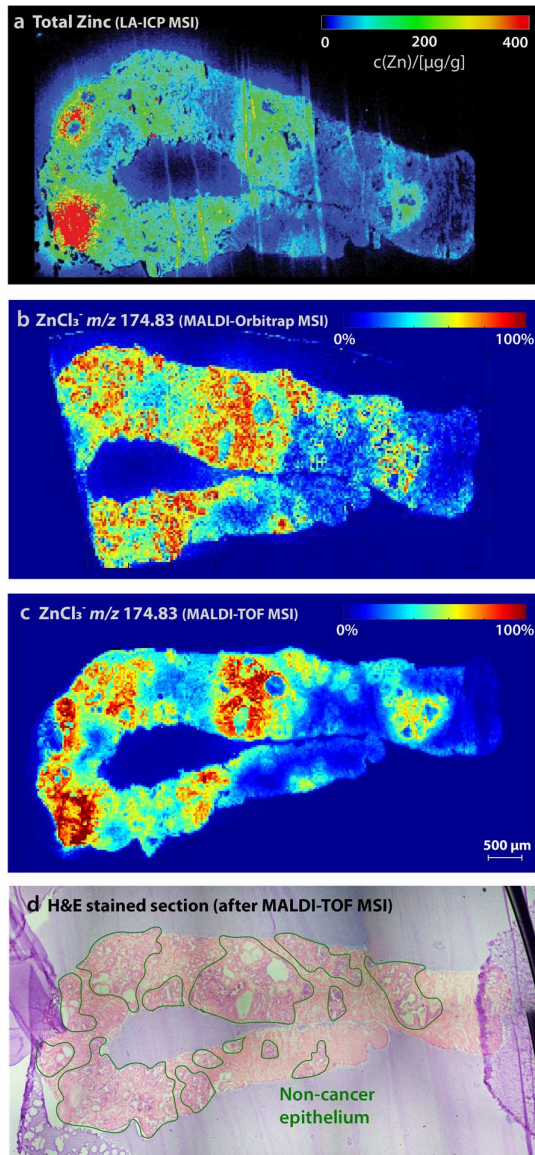 a Total Zinc (LA-ICP MSI)
0 200 400
c(Zn)/[µg/g]
b ZnCl₃⁻ m/z 174.83 (MALDI-Orbitrap MSI)
0% 100%
c ZnCl₃⁻ m/z 174.83 (MALDI-TOF MSI)
0% 100%
500 µm
d H&E stained section (after MALDI-TOF MSI)
Non-cancer
epithelium